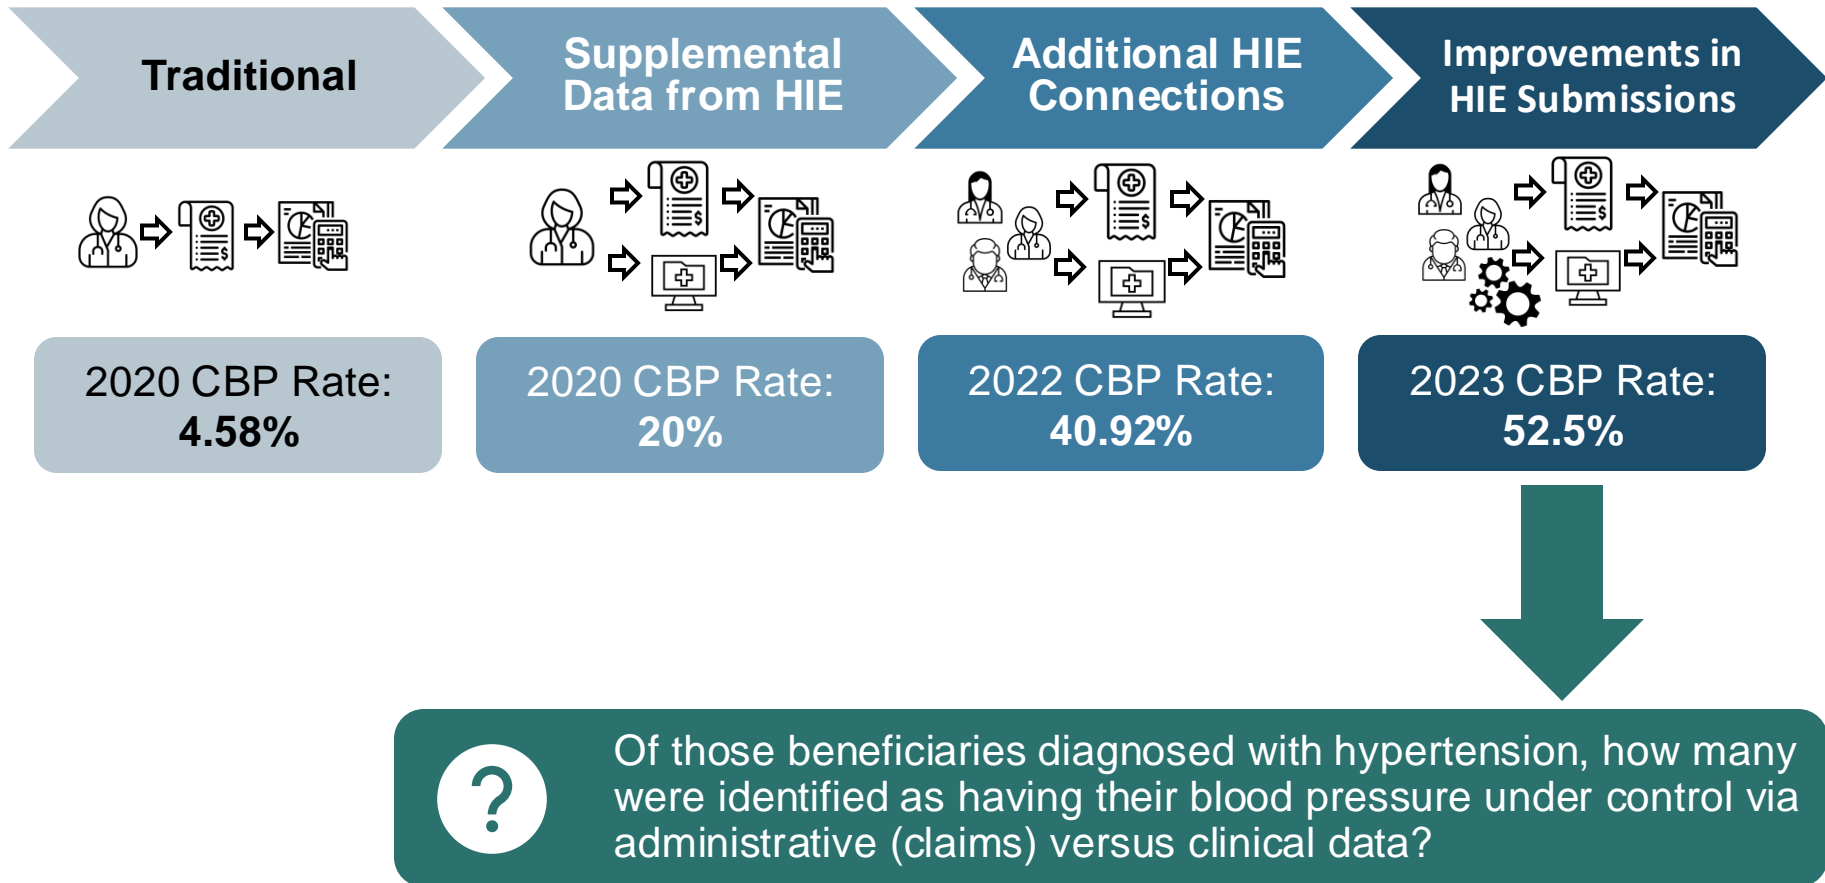 Traditional
Supplemental
Data from HIE
Additional HIE
Connections
Improvements in
HIE Submissions
$
$
$
$
2020 CBP Rate:
4.58%
2020 CBP Rate:
20%
2022 CBP Rate:
40.92%
2023 CBP Rate:
52.5%
?
Of those beneficiaries diagnosed with hypertension, how many
were identified as having their blood pressure under control via
administrative (claims) versus clinical data?